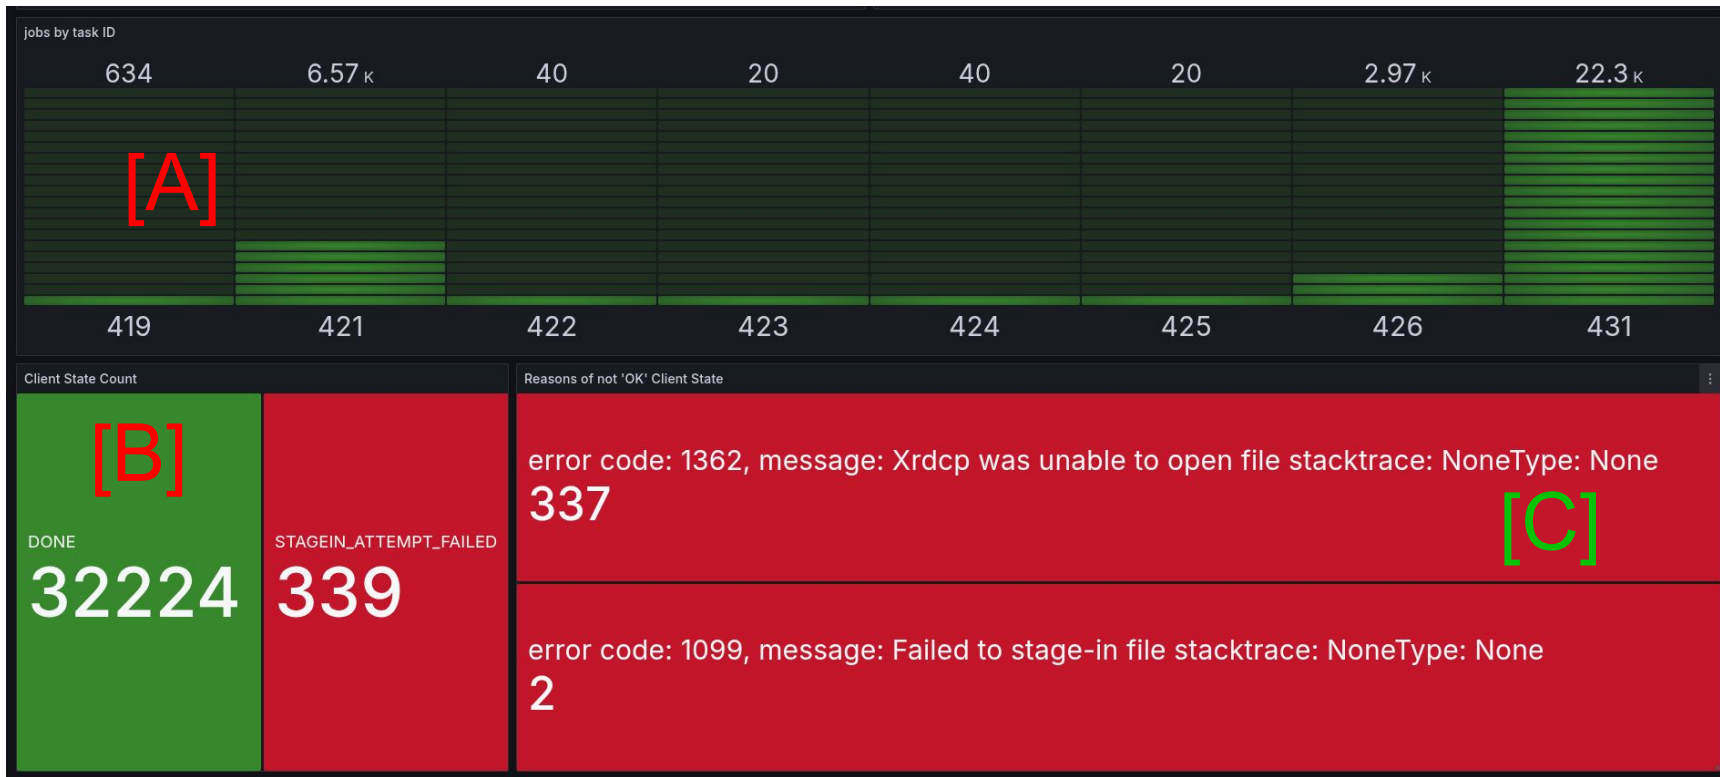 jobs by task ID
634 6.57 K 40 20 40 20 2.97 K 22.3 K
[A]
419 421 422 423 424 425 426 431
Client State Count
[B]
DONE
32224
STAGEIN_ATTEMPT_FAILED
339
Reasons of not 'OK' Client State
error code: 1362, message: Xrdcp was unable to open file stacktrace: NoneType: None
337
[C]
error code: 1099, message: Failed to stage-in file stacktrace: NoneType: None
2